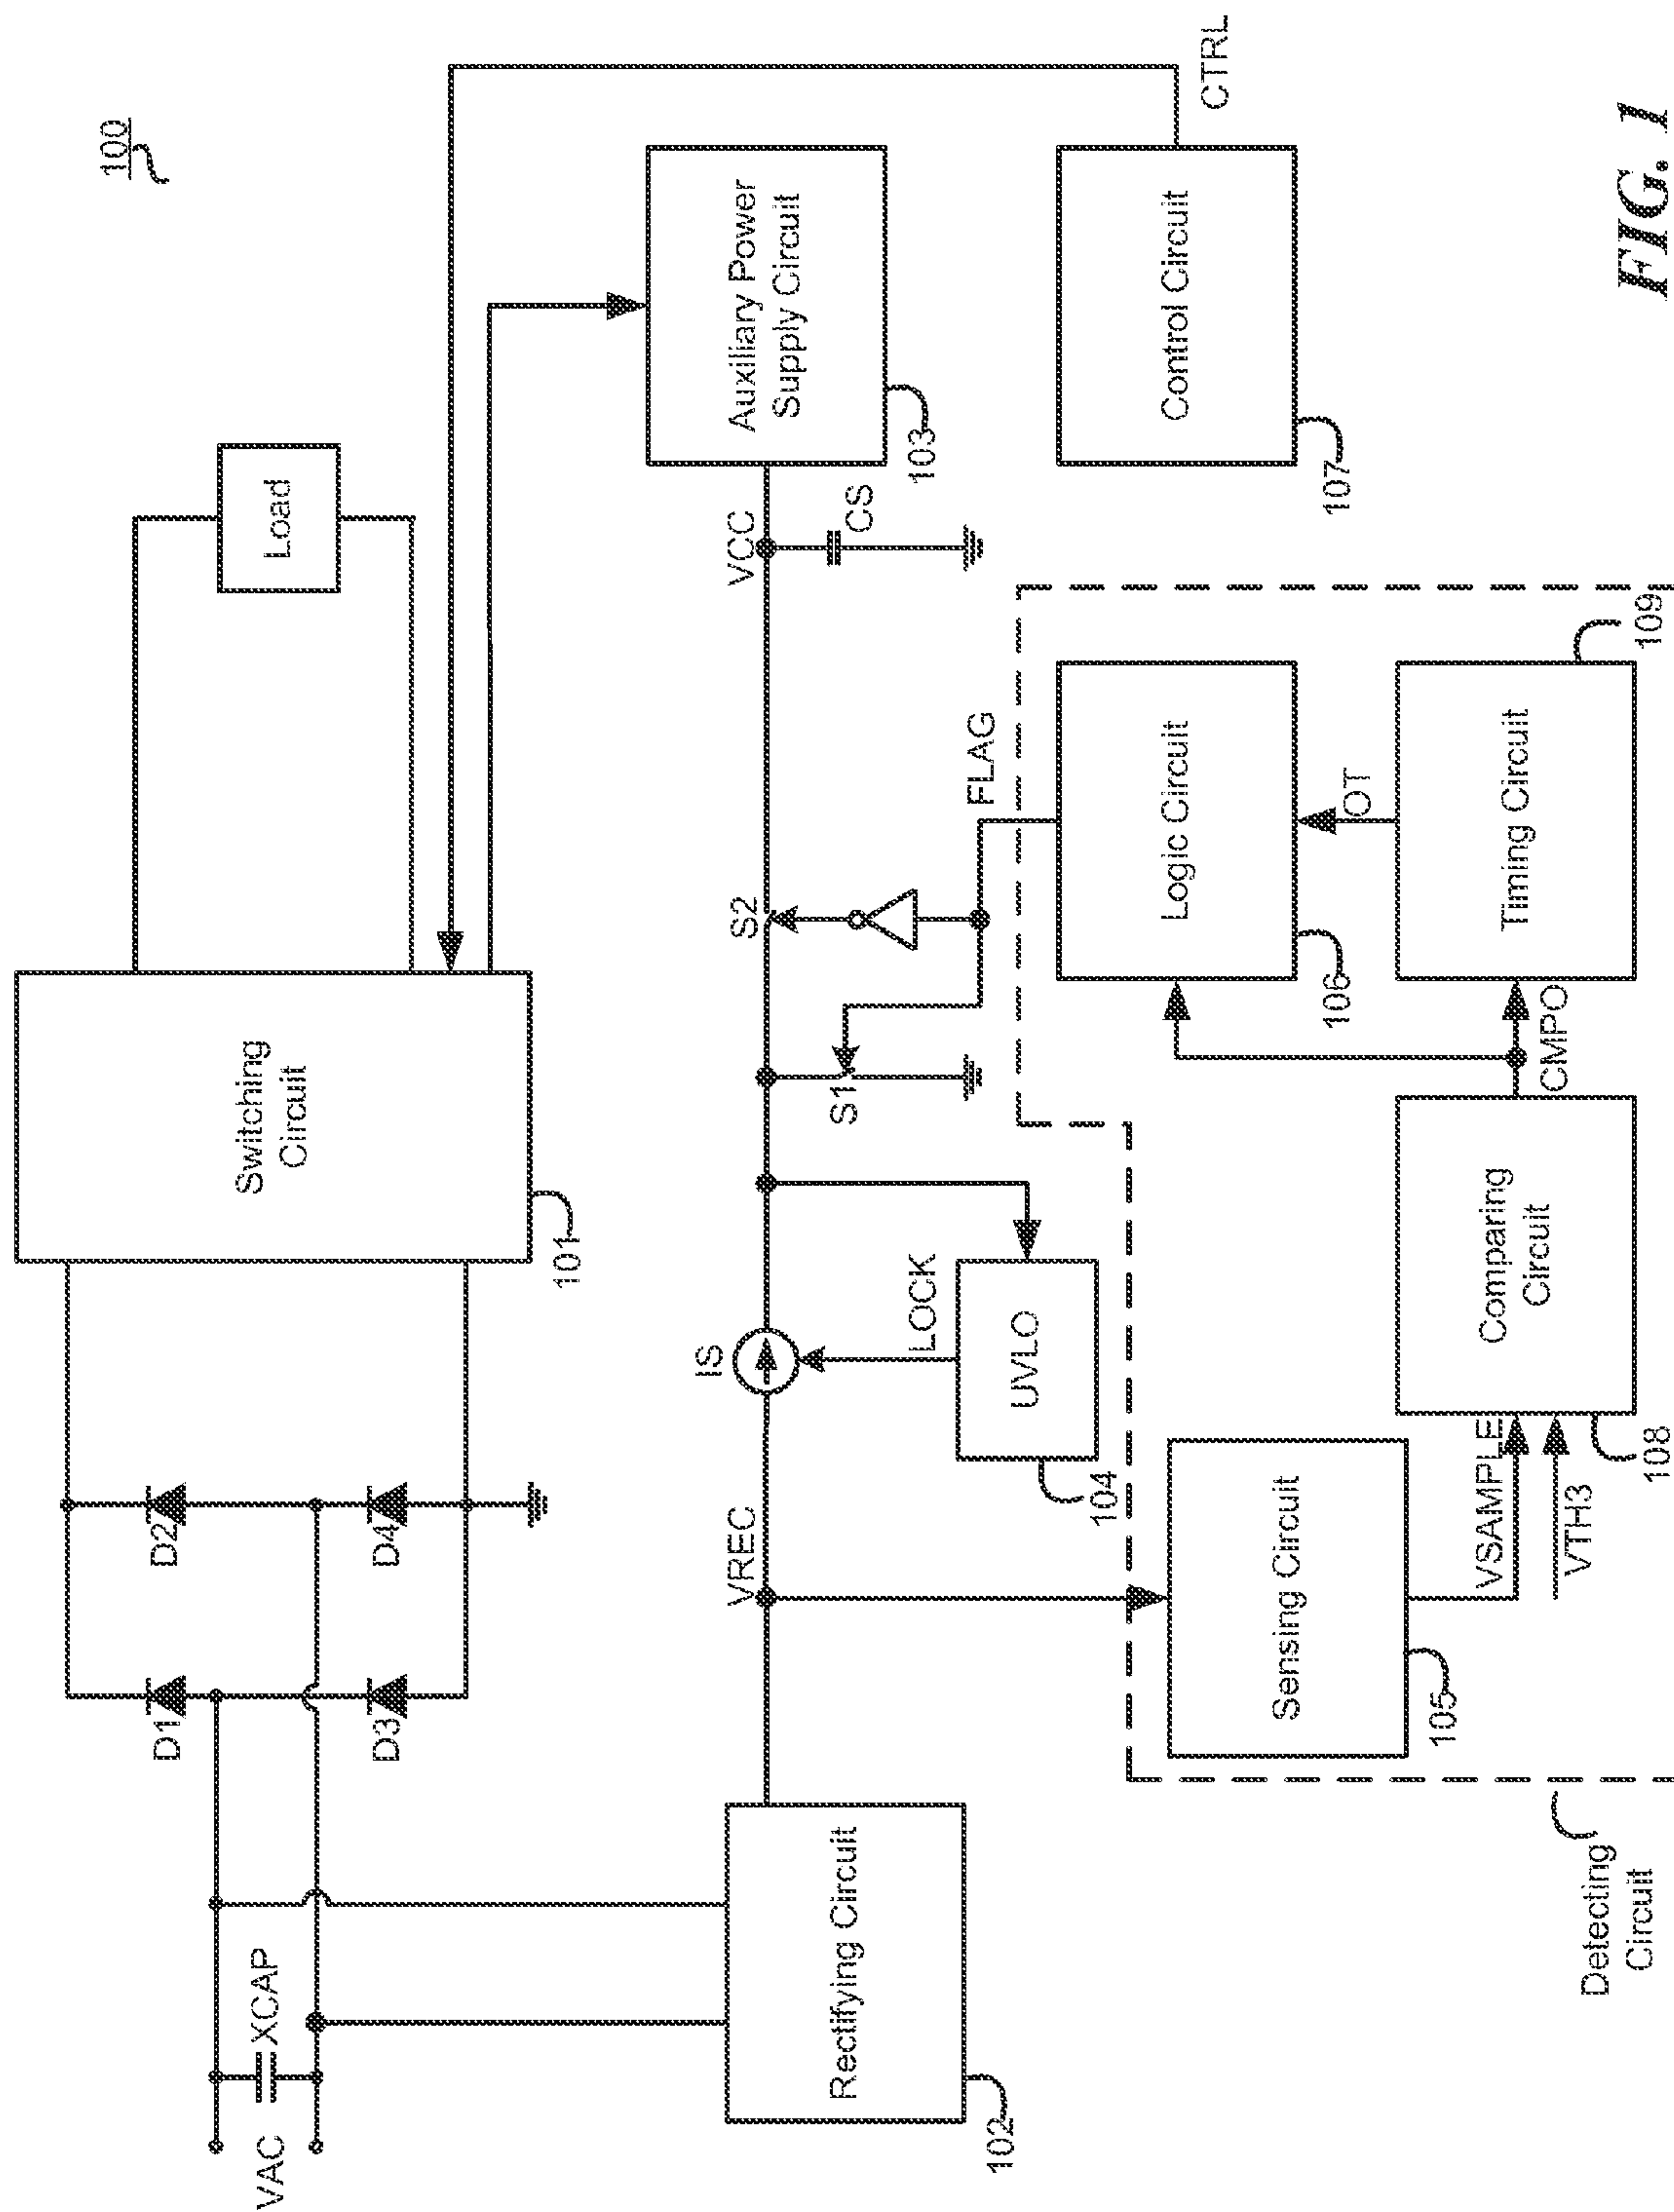 100
VAC
XCAP
D1
D2
D3
D4
Switching
Circuit
101
Load
Rectifying Circuit
102
VREC
IS
LOCK
UVLO
104
S1
S2
VCC
CS
Auxiliary Power
Supply Circuit
103
FLAG
CTRL
Control Circuit
107
Detecting
Circuit
Sensing Circuit
105
VSAMPLE
VTH3
Comparing
Circuit
108
CMPO
Logic Circuit
106
OT
Timing Circuit
109
FIG. 1